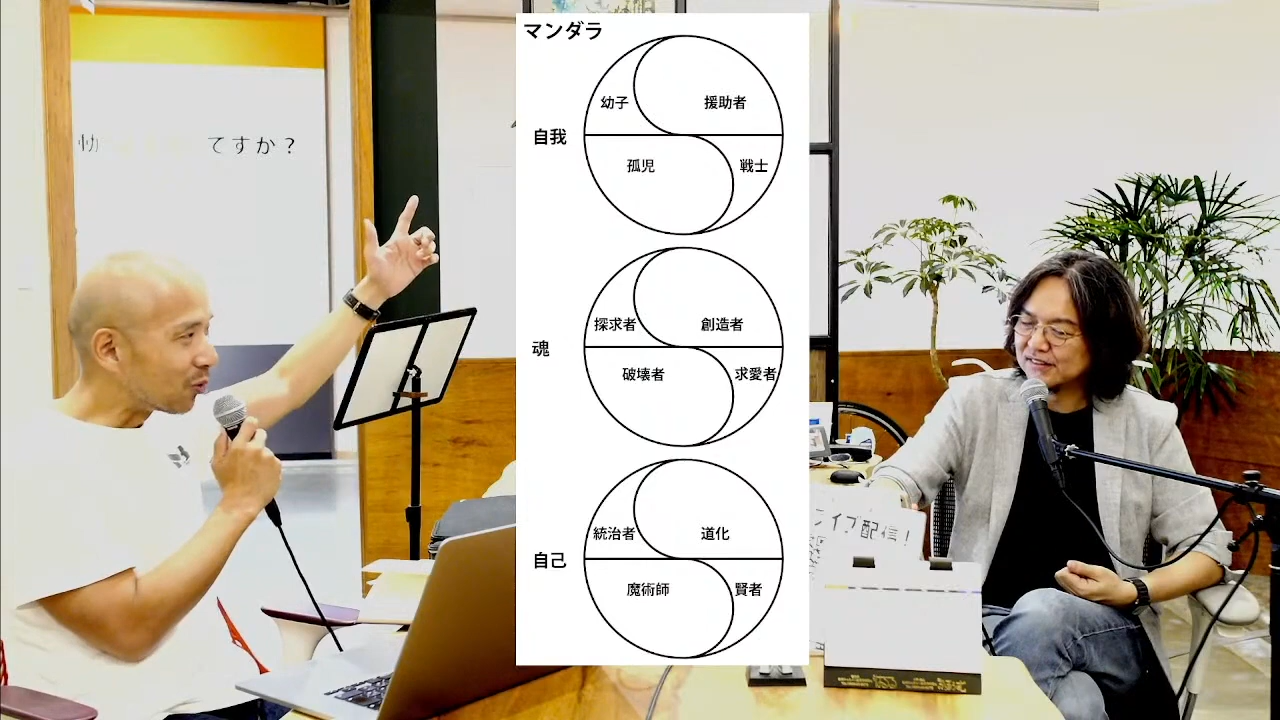 マンダラ
幼子
援助者
自我
孤児
戦士
探求者
創造者
魂
破壊者
求愛者
統治者
道化
自己
魔術師
賢者
ですか？
ライブ配信！